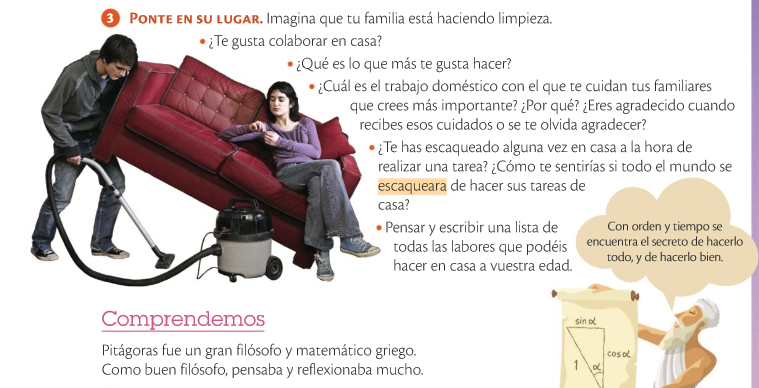 3 PONTE EN SU LUGAR. Imagina que tu familia está haciendo limpieza.
• ¿Te gusta colaborar en casa?
• ¿Qué es lo que más te gusta hacer?
• ¿Cuál es el trabajo doméstico con el que te cuidan tus familiares
que crees más importante? ¿Por qué? ¿Eres agradecido cuando
recibes esos cuidados o se te olvida agradecer?
• ¿Te has escaqueado alguna vez en casa a la hora de
realizar una tarea? ¿Cómo te sentirías si todo el mundo se
escaqueara de hacer sus tareas de
casa?
• Pensar y escribir una lista de
todas las labores que podéis
hacer en casa a vuestra edad.
Con orden y tiempo se
encuentra el secreto de hacerlo
todo, y de hacerlo bien.
sin α
cos α
1
α
Comprendemos
Pitágoras fue un gran filósofo y matemático griego.
Como buen filósofo, pensaba y reflexionaba mucho.